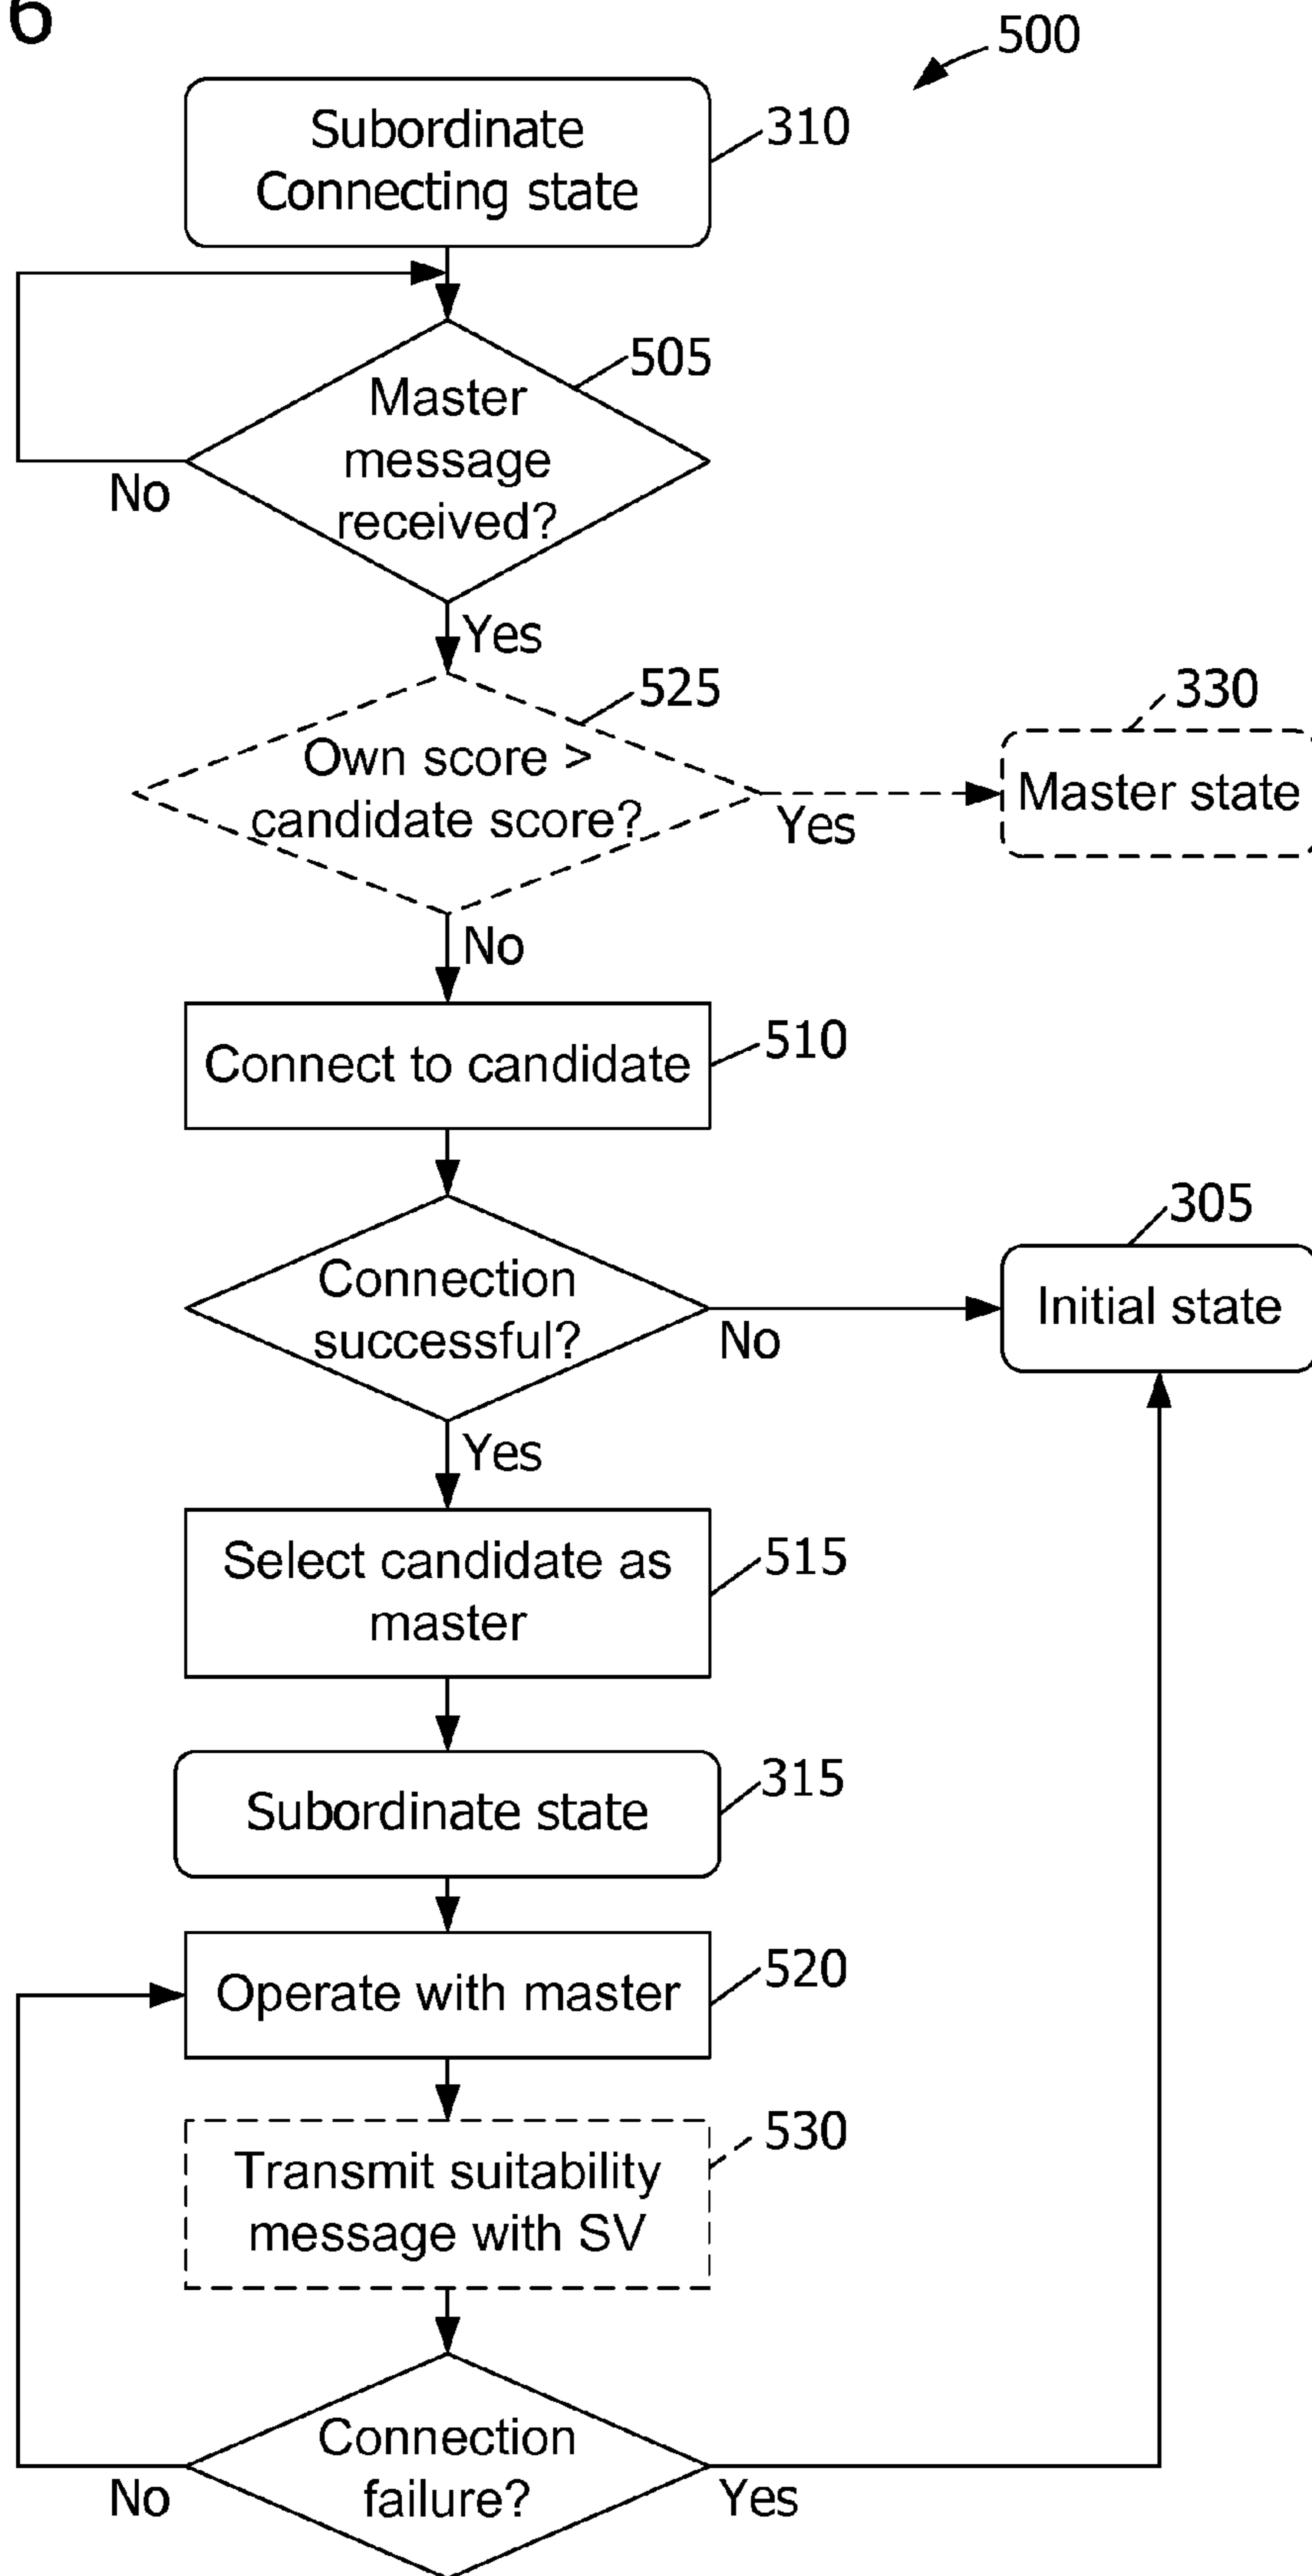 6
500
Subordinate
Connecting state
310
505
Master
message
received?
No
Yes
525
330
Own score >
candidate score?
Master state
Yes
No
Connect to candidate
510
305
Connection
successful?
Initial state
No
Yes
Select candidate as
master
515
Subordinate state
315
Operate with master
520
530
Transmit suitability
message with SV
Connection
failure?
No
Yes